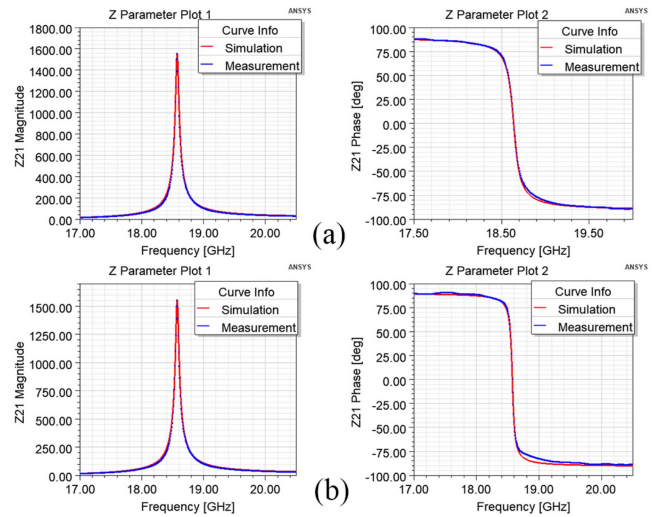 Z Parameter Plot 1
ANSYS
Curve Info
Simulation
Measurement
Z21 Magnitude
1800.00
1600.00
1400.00
1200.00
1000.00
800.00
600.00
400.00
200.00
0.00
17.00
18.00
19.00
20.00
Frequency [GHz]
Z Parameter Plot 2
ANSYS
Curve Info
Simulation
Measurement
Z21 Phase [deg]
100.00
75.00
50.00
25.00
0.00
-25.00
-50.00
-75.00
-100.00
17.50
18.50
19.50
Frequency [GHz]
(a)
Z Parameter Plot 1
ANSYS
Curve Info
Simulation
Measurement
Z21 Magnitude
1500.00
1250.00
1000.00
750.00
500.00
250.00
0.00
17.00
18.00
19.00
20.00
Frequency [GHz]
Z Parameter Plot 2
ANSYS
Curve Info
Simulation
Measurement
Z21 Phase [deg]
100.00
75.00
50.00
25.00
0.00
-25.00
-50.00
-75.00
-100.00
17.00
18.00
19.00
20.00
Frequency [GHz]
(b)